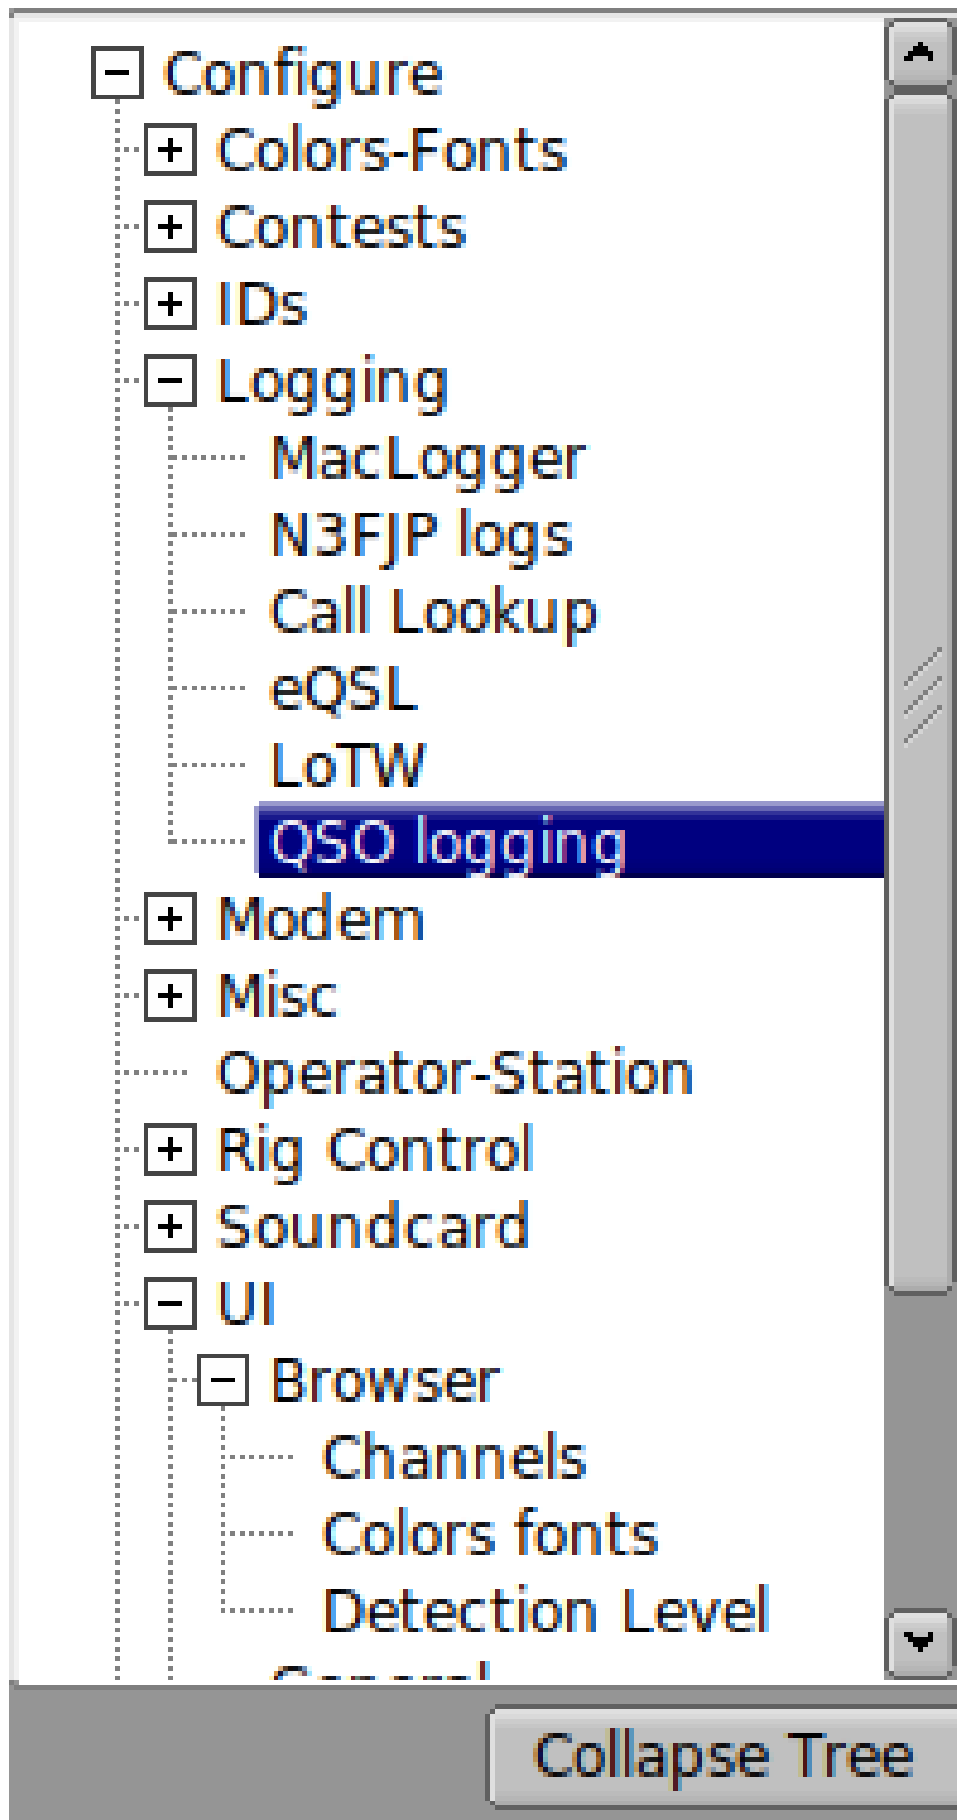 Configure
Colors-Fonts
Contests
IDs
Logging
MacLogger
N3FJP logs
Call Lookup
eQSL
LoTW
QSO logging
Modem
Misc
Operator-Station
Rig Control
Soundcard
UI
Browser
Channels
Colors fonts
Detection Level
General
Collapse Tree